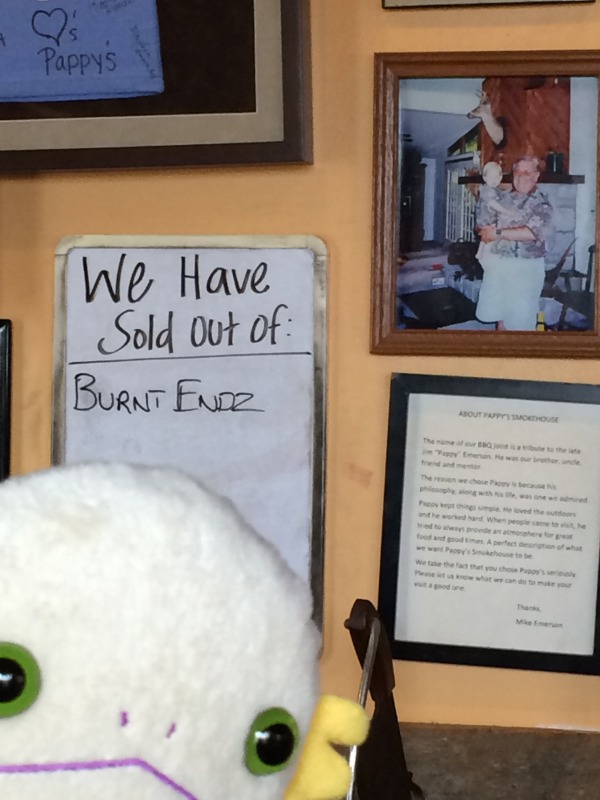 ♡'s
Pappy's
We Have
Sold out of:
BURNT ENDZ
ABOUT PAPPY'S SMOKEHOUSE
The name of our BBQ joint is a tribute to the late
Jim "Pappy" Emerson. He was our brother, uncle,
friend and mentor.
The reason we chose Pappy is because his
philosophy, along with his life, was one we admired
Pappy kept things simple. He loved the outdoors
and he worked hard. When people came to visit, he
tried to always provide an atmosphere for great
food and good times. A perfect description of what
we want Pappy's Smokehouse to be.
We take the fact that you chose Pappy's seriously
Please let us know what we can do to make your
visit a good one.
Thanks,
Mike Emerson